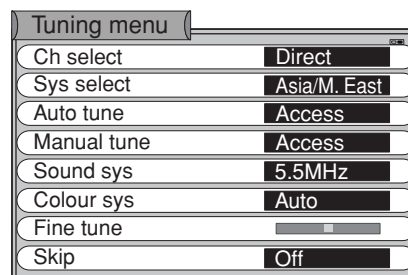 Tuning menu
Ch select Direct
Sys select Asia/M. East
Auto tune Access
Manual tune Access
Sound sys 5.5MHz
Colour sys Auto
Fine tune
Skip Off